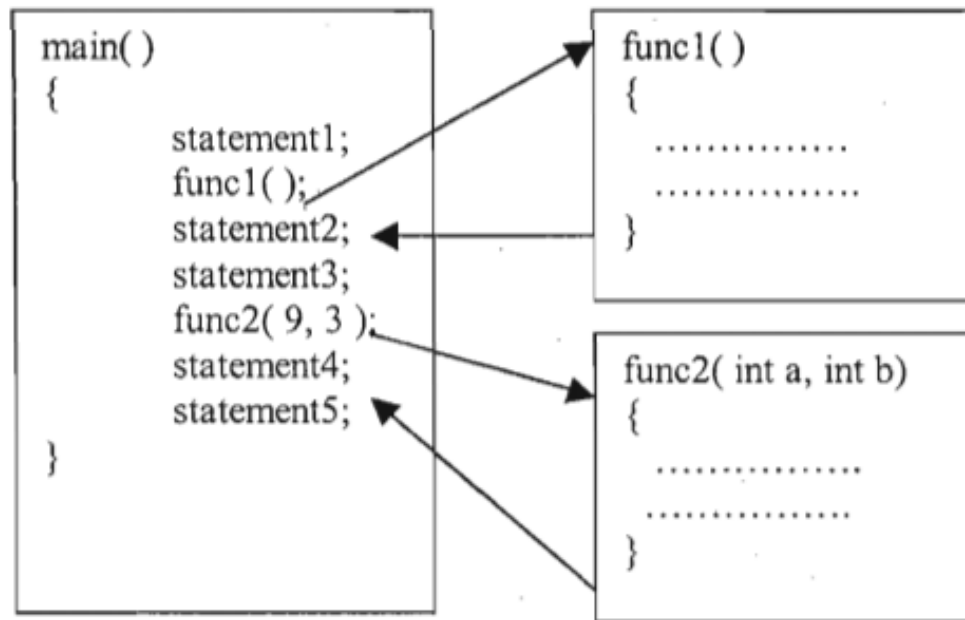 main( )
{
statement1;
func1( );
statement2;
statement3;
func2( 9, 3 );
statement4;
statement5;
}
func1()
{
...............
................
}
func2( int a, int b)
{
................
................
}